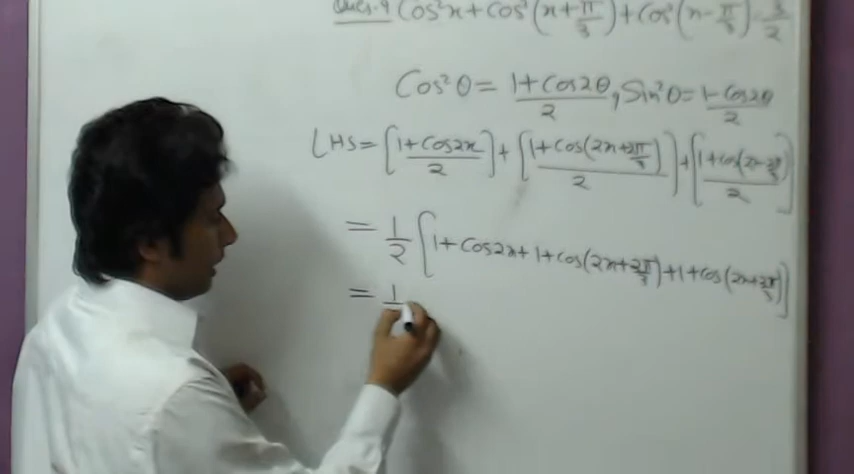 Ques-9 Cos²x + Cos²(x + π/3) + Cos²(x - π/3) = 3/2
Cos²θ = 1 + Cos2θ / 2, Sin²θ = 1 - Cos2θ / 2
LHS = [1 + Cos2x / 2] + [1 + Cos(2x + 2π/3) / 2] + [1 + Cos(2x - 2π/3) / 2]
= 1/2 [1 + Cos2x + 1 + Cos(2x + 2π/3) + 1 + Cos(2x + 2π/3)]
= 1